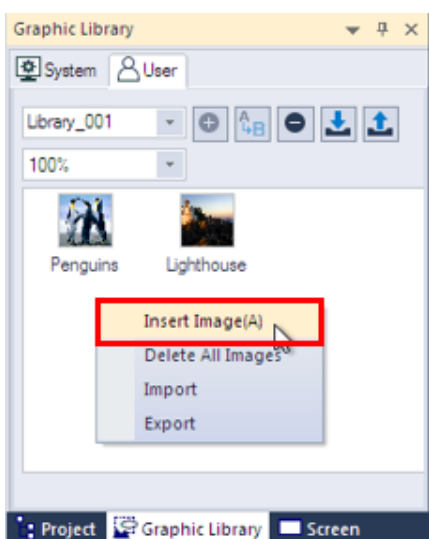 Graphic Library
System User
Library_001
A B
100%
Penguins Lighthouse
Insert Image(A)
Delete All Images
Import
Export
Project Graphic Library Screen